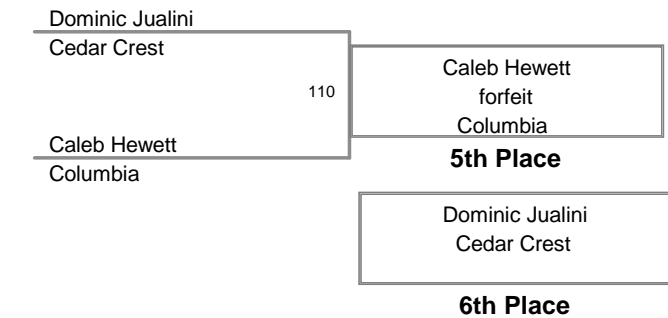 Dominic Jualini
Cedar Crest
110
Caleb Hewett
Columbia
Caleb Hewett
forfeit
Columbia
5th Place
Dominic Jualini
Cedar Crest
6th Place